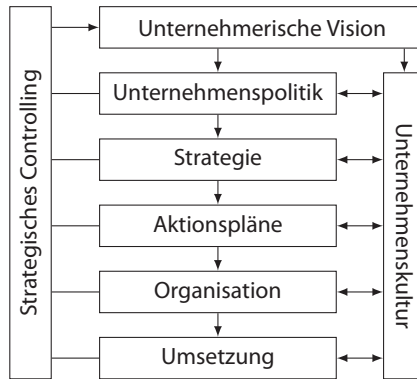 Unternehmerische Vision
Strategisches Controlling
Unternehmenspolitik
Strategie
Aktionspläne
Organisation
Umsetzung
Unternehmenskultur